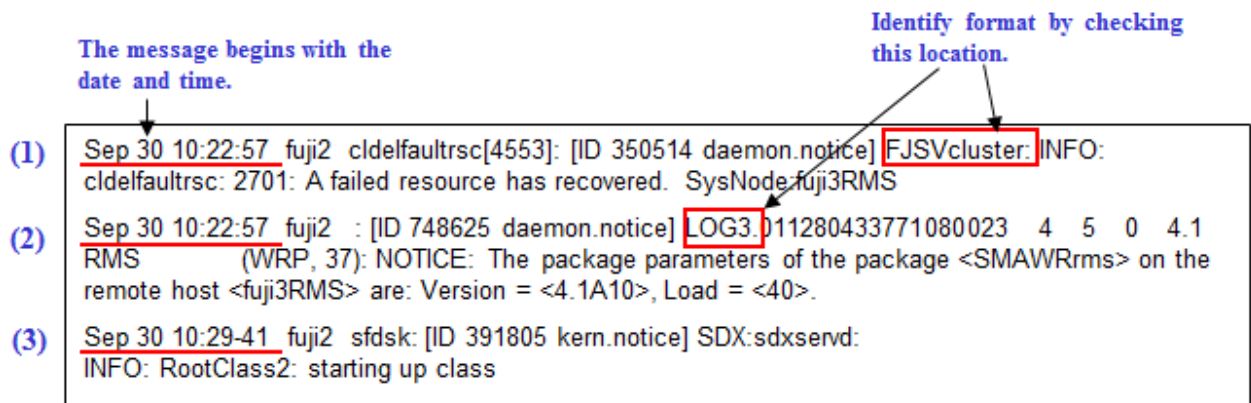 The message begins with the
date and time.
Identify format by checking
this location.
(1) Sep 30 10:22:57 fuji2 cldelfaultrsc[4553]: [ID 350514 daemon.notice] FJSVcluster: INFO:
cldelfaultrsc: 2701: A failed resource has recovered. SysNode:fuji3RMS
(2) Sep 30 10:22:57 fuji2 : [ID 748625 daemon.notice] LOG3.011280433771080023 4 5 0 4.1
RMS (WRP, 37): NOTICE: The package parameters of the package <SMAWRrms> on the
remote host <fuji3RMS> are: Version = <4.1A10>, Load = <40>.
(3) Sep 30 10:29-41 fuji2 sfdsk: [ID 391805 kern.notice] SDX:sdxservd:
INFO: RootClass2: starting up class